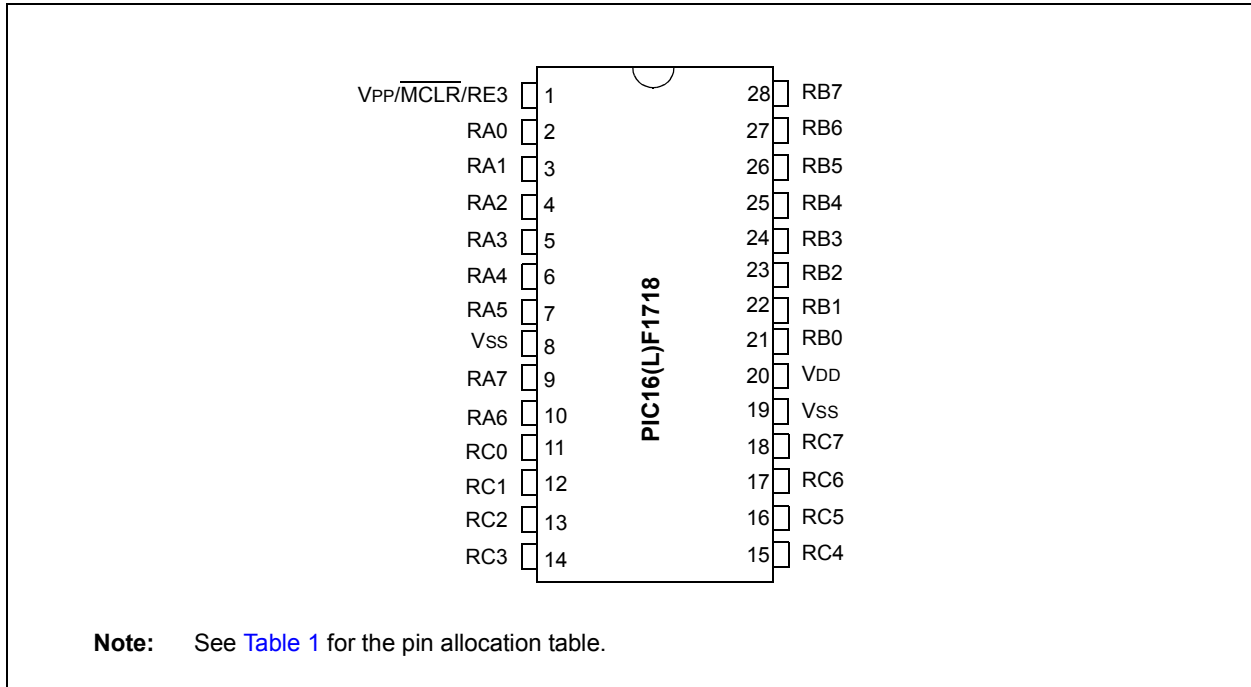 VPP/MCLR/RE3 1 28 RB7
RA0 2 27 RB6
RA1 3 26 RB5
RA2 4 25 RB4
RA3 5 24 RB3
RA4 6 23 RB2
RA5 7 22 RB1
VSS 8 21 RB0
RA7 9 20 VDD
RA6 10 19 VSS
RC0 11 18 RC7
RC1 12 17 RC6
RC2 13 16 RC5
RC3 14 15 RC4
PIC16(L)F1718
Note: See Table 1 for the pin allocation table.